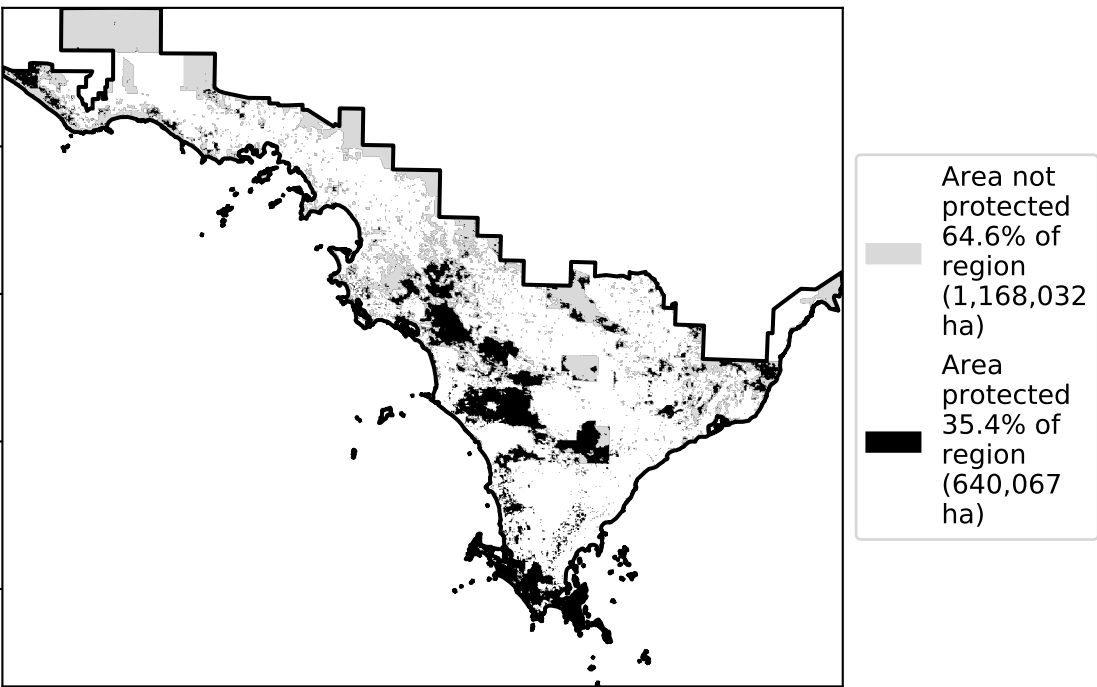 Area not
protected
64.6% of
region
(1,168,032
ha)
Area
protected
35.4% of
region
(640,067
ha)